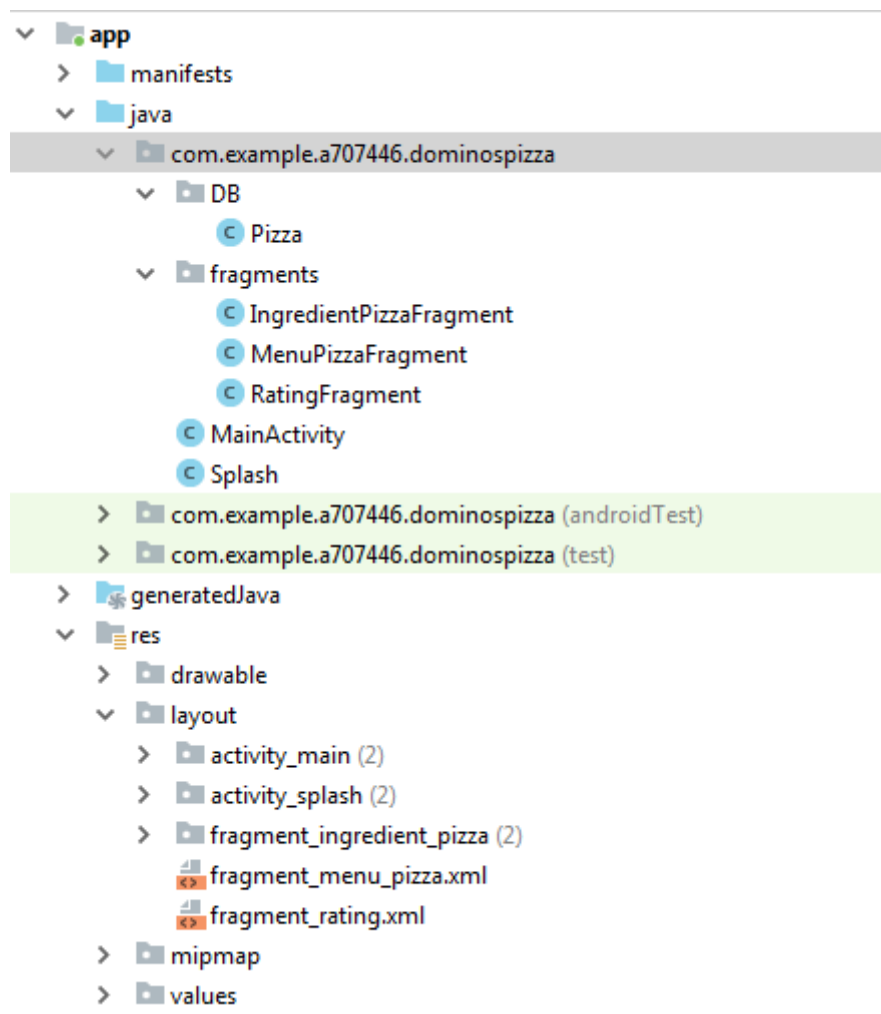 app
manifests
java
com.example.a707446.dominospizza
DB
C Pizza
fragments
C IngredientPizzaFragment
C MenuPizzaFragment
C RatingFragment
C MainActivity
C Splash
com.example.a707446.dominospizza (androidTest)
com.example.a707446.dominospizza (test)
generatedJava
res
drawable
layout
activity_main (2)
activity_splash (2)
fragment_ingredient_pizza (2)
fragment_menu_pizza.xml
fragment_rating.xml
mipmap
values